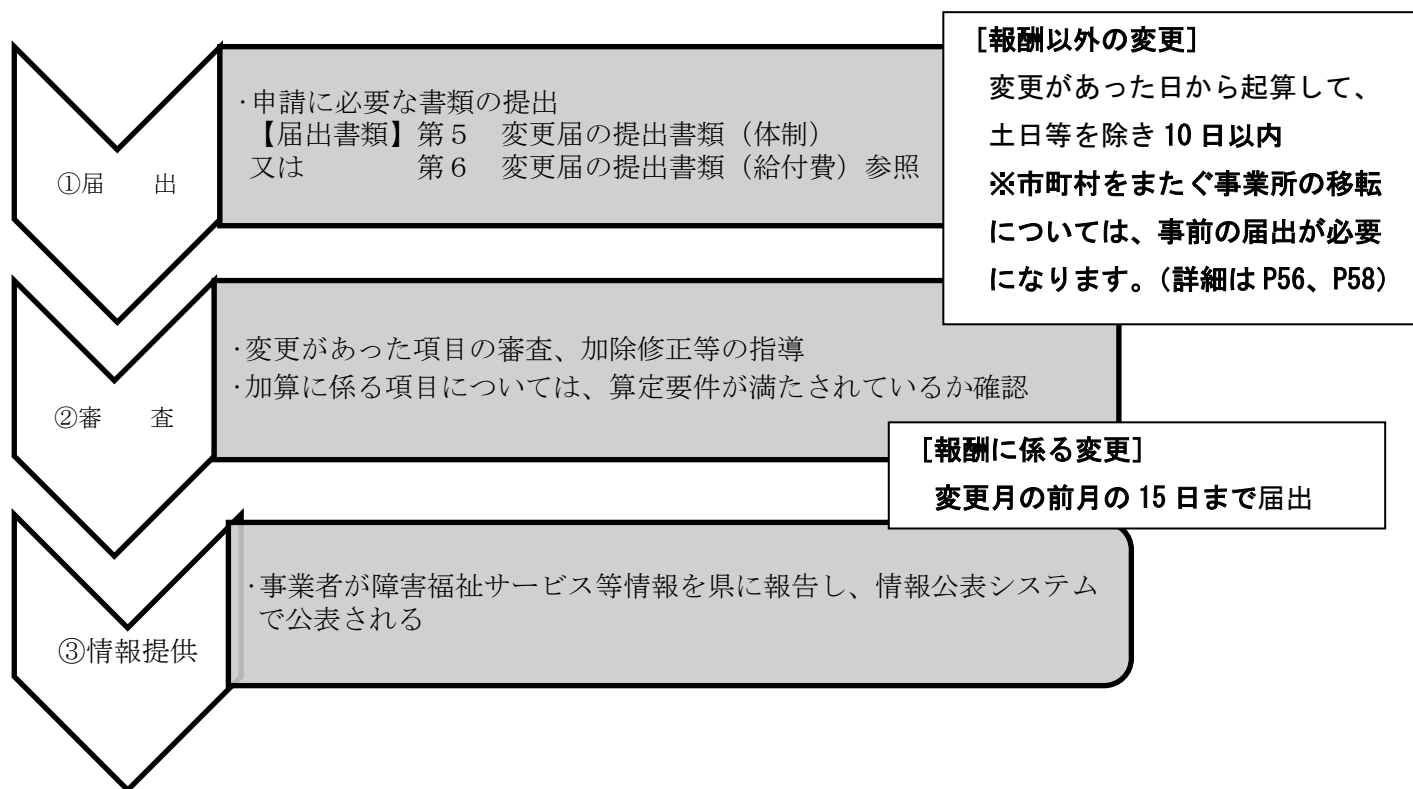 [報酬以外の変更]
変更があった日から起算して、
土日等を除き 10 日以内
※市町村をまたぐ事業所の移転
については、事前の届出が必要
になります。(詳細は P56、P58)
①届　出
・申請に必要な書類の提出
【届出書類】第５　変更届の提出書類（体制）
又は　第６　変更届の提出書類（給付費）参照
②審　査
・変更があった項目の審査、加除修正等の指導
・加算に係る項目については、算定要件が満たされているか確認
[報酬に係る変更]
変更月の前月の 15 日まで届出
③情報提供
・事業者が障害福祉サービス等情報を県に報告し、情報公表システム
で公表される